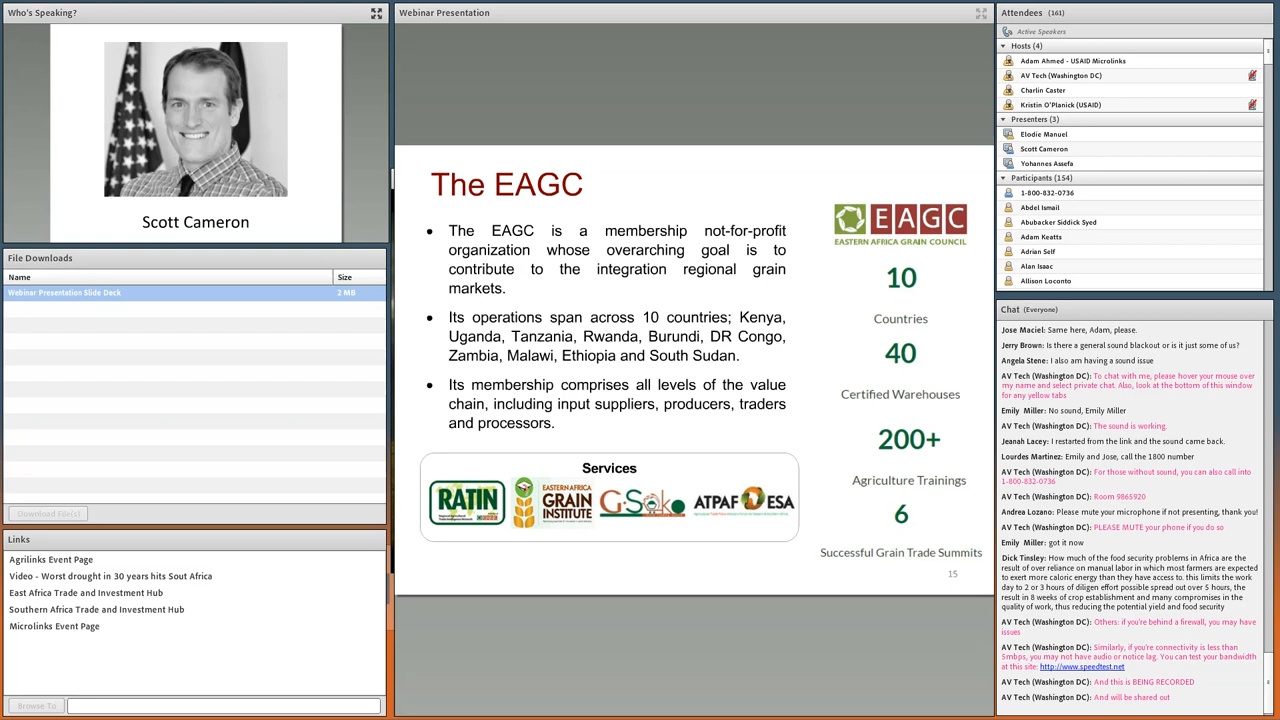 Who's Speaking?
Scott Cameron
File Downloads
Name Size
Webinar Presentation Slide Deck 2 MB
Download File(s)
Links
Agrilinks Event Page
Video - Worst drought in 30 years hits Sout Africa
East Africa Trade and Investment Hub
Southern Africa Trade and Investment Hub
Microlinks Event Page
Browse To
Webinar Presentation
The EAGC
• The EAGC is a membership not-for-profit
organization whose overarching goal is to
contribute to the integration regional grain
markets.
• Its operations span across 10 countries; Kenya,
Uganda, Tanzania, Rwanda, Burundi, DR Congo,
Zambia, Malawi, Ethiopia and South Sudan.
• Its membership comprises all levels of the value
chain, including input suppliers, producers, traders
and processors.
Services
RATIN
EASTERN AFRICA
GRAIN
INSTITUTE
G-Soko
ATPAF ESA
EAGC
EASTERN AFRICA GRAIN COUNCIL
10
Countries
40
Certified Warehouses
200+
Agriculture Trainings
6
Successful Grain Trade Summits
15
Attendees (161)
Active Speakers
Hosts (4)
Adam Ahmed - USAID Microlinks
AV Tech (Washington DC)
Charlin Caster
Kristin O'Planick (USAID)
Presenters (3)
Elodie Manuel
Scott Cameron
Yohannes Assefa
Participants (154)
1-800-832-0736
Abdel Ismail
Abubacker Siddick Syed
Adam Keatts
Adrian Self
Alan Isaac
Allison Loconto
Chat (Everyone)
Jose Maciel: Same here, Adam, please.
Jerry Brown: Is there a general sound blackout or is it just some of us?
Angela Stene: I also am having a sound issue
AV Tech (Washington DC): To chat with me, please hover your mouse over
my name and select private chat. Also, look at the bottom of this window
for any yellow tabs
Emily Miller: No sound, Emily Miller
AV Tech (Washington DC): The sound is working.
Jeanah Lacey: I restarted from the link and the sound came back.
Lourdes Martinez: Emily and Jose, call the 1800 number
AV Tech (Washington DC): For those without sound, you can also call into
1-800-832-0736
AV Tech (Washington DC): Room 9865920
Andrea Lozano: Please mute your microphone if not presenting, thank you!
AV Tech (Washington DC): PLEASE MUTE your phone if you do so
Emily Miller: got it now
Dick Tinsley: How much of the food security problems in Africa are the
result of over reliance on manual labor in which most farmers are expected
to exert more caloric energy than they have access to. this limits the work
day to 2 or 3 hours of diligen effort possible spread out over 5 hours, the
result in 8 weeks of crop establishment and many compromises in the
quality of work, thus reducing the potential yield and food security
AV Tech (Washington DC): Others: if you're behind a firewall, you may have
issues
AV Tech (Washington DC): Similarly, if you're connectivity is less than
5mbps, you may not have audio or notice lag. You can test your bandwidth
at this site: http://www.speedtest.net
AV Tech (Washington DC): And this is BEING RECORDED
AV Tech (Washington DC): And will be shared out